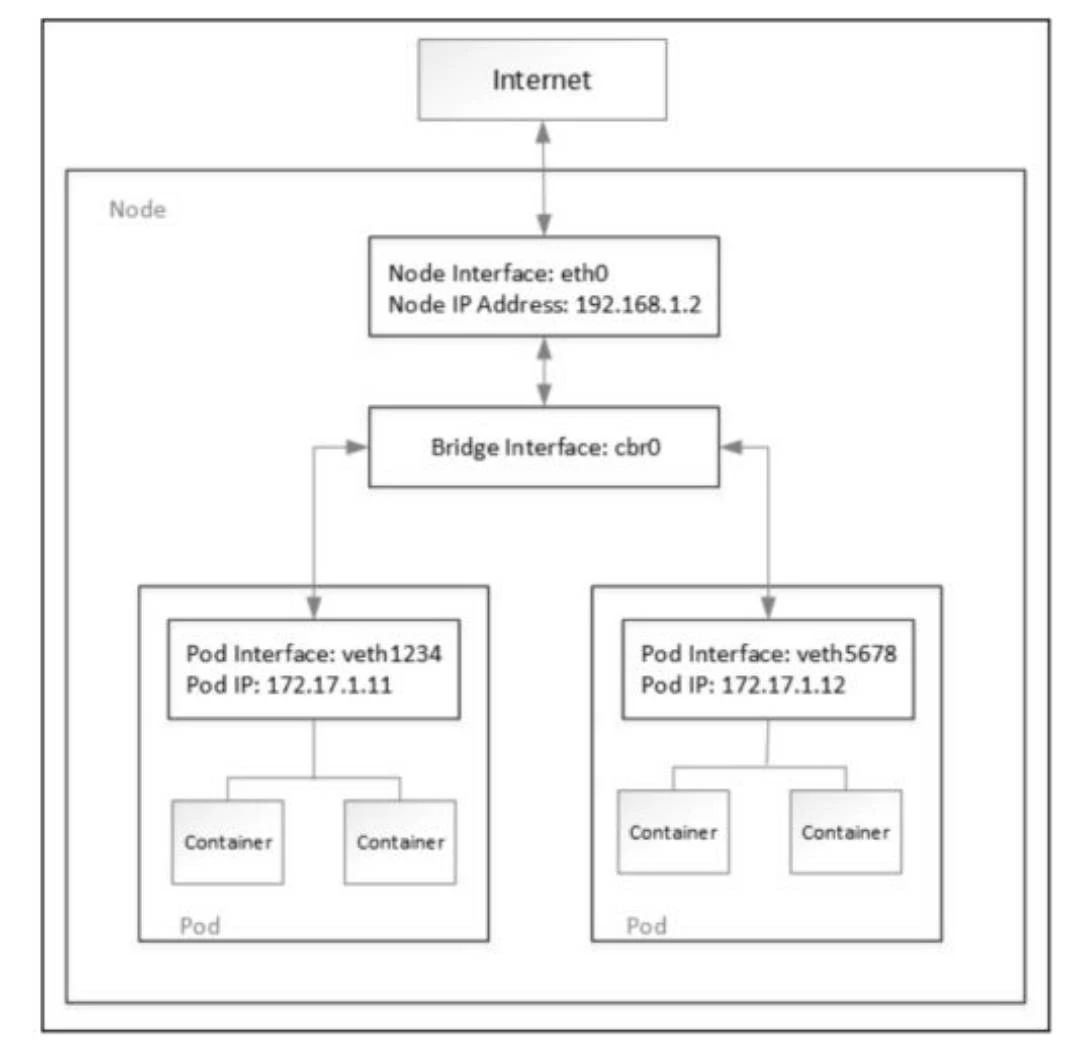 Internet
Node
Node Interface: eth0
Node IP Address: 192.168.1.2
Bridge Interface: cbr0
Pod Interface: veth1234
Pod IP: 172.17.1.11
Container
Container
Pod
Pod Interface: veth5678
Pod IP: 172.17.1.12
Container
Container
Pod